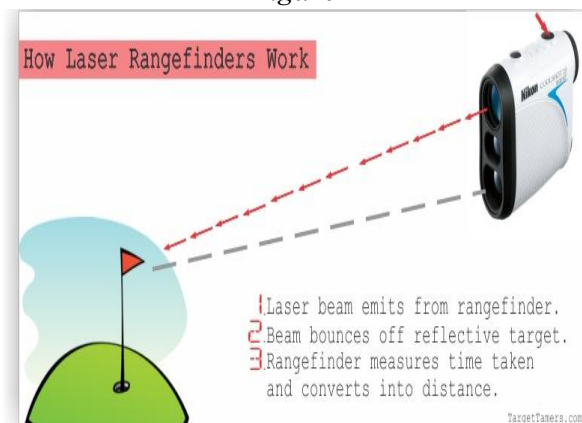 How Laser Rangefinders Work
Nikon
1.Laser beam emits from rangefinder.
2.Beam bounces off reflective target.
3.Rangefinder measures time taken
and converts into distance.
TargetTamers.com